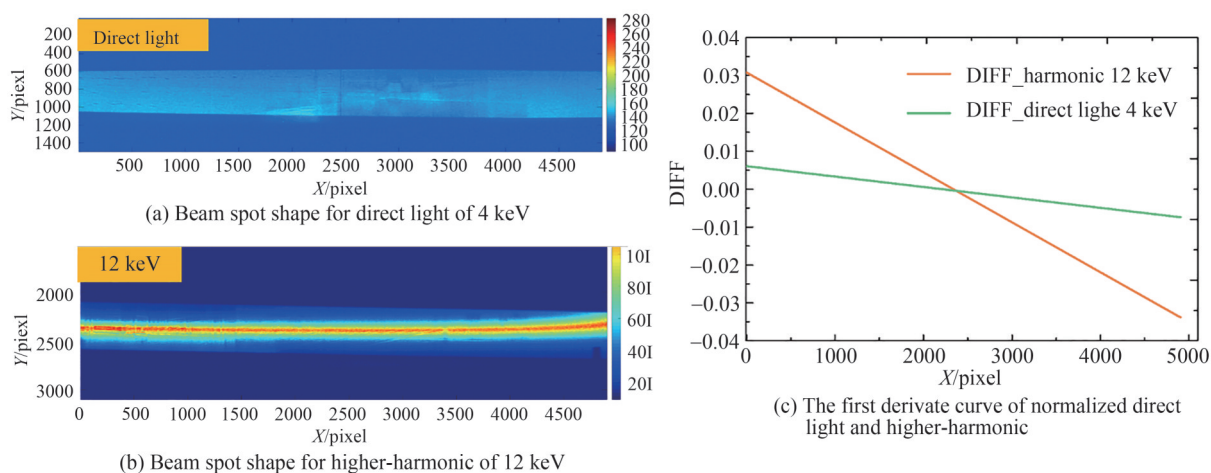 Direct light
200
400
600
800
1000
1200
1400
Y/piexl
500 1000 1500 2000 2500 3000 3500 4000 4500
X/pixel
280
260
240
220
200
180
160
140
120
100
(a) Beam spot shape for direct light of 4 keV
12 keV
2000
2500
3000
Y/piexl
0 500 1000 1500 2000 2500 3000 3500 4000 4500
X/pixel
10I
80I
60I
40I
20I
(b) Beam spot shape for higher-harmonic of 12 keV
0.04
0.03
0.02
0.01
0.00
−0.01
−0.02
−0.03
−0.04
DIFF
DIFF_harmonic 12 keV
DIFF_direct lighe 4 keV
0 1000 2000 3000 4000 5000
X/pixel
(c) The first derivate curve of normalized direct
light and higher-harmonic